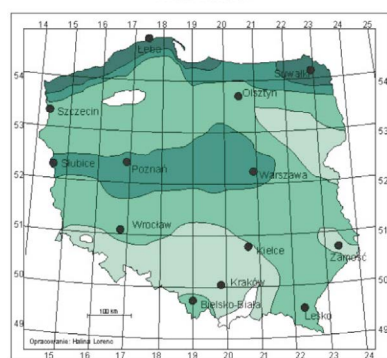 14 15 16 17 18 19 20 21 22 23 24 25
Łeba
54
Suwałki
54
Olsztyn
Szczecin
53
53
Słubice
Poznań
52
Warszawa
52
Wrocław
51
Kielce
Zamość
50
Kraków
50
Bielsko-Biała
Lesko
49
100 km
49
Opracowanie: Halina Lorenc
14 15 16 17 18 19 20 21 22 23 24